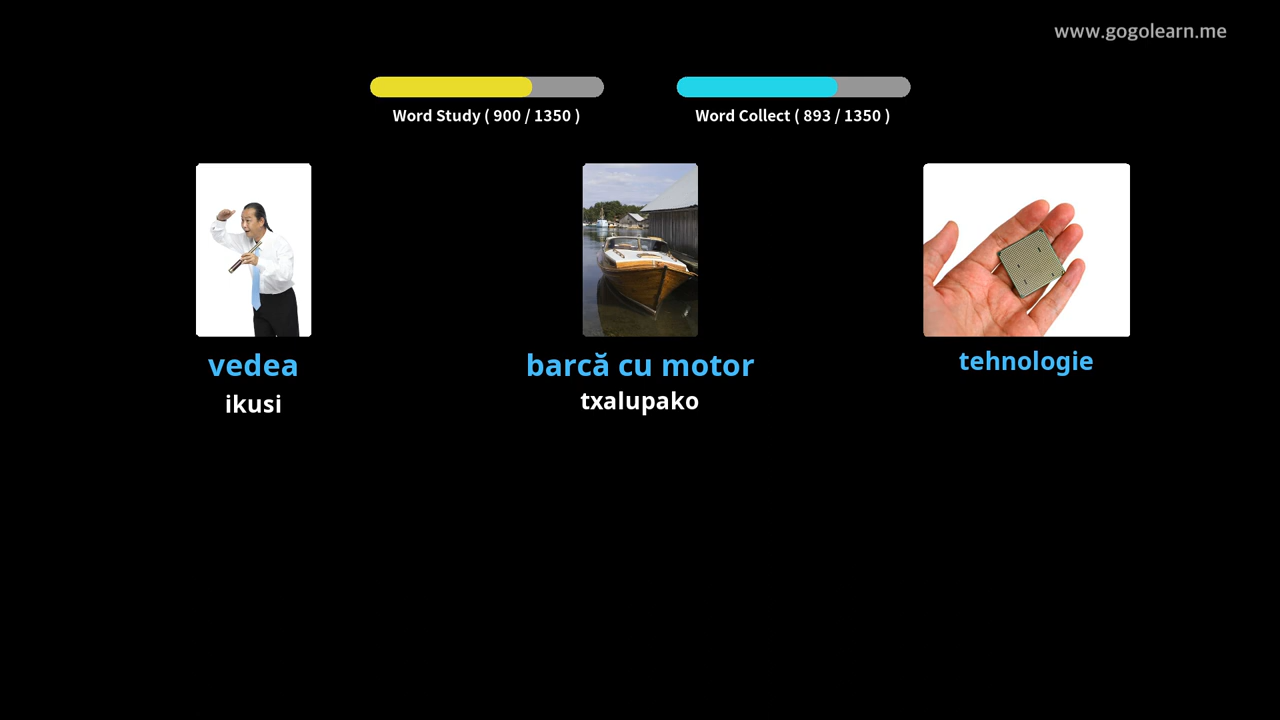 www.gogolearn.me
Word Study ( 900 / 1350 )
Word Collect ( 893 / 1350 )
vedea
ikusi
barcă cu motor
txalupako
tehnologie